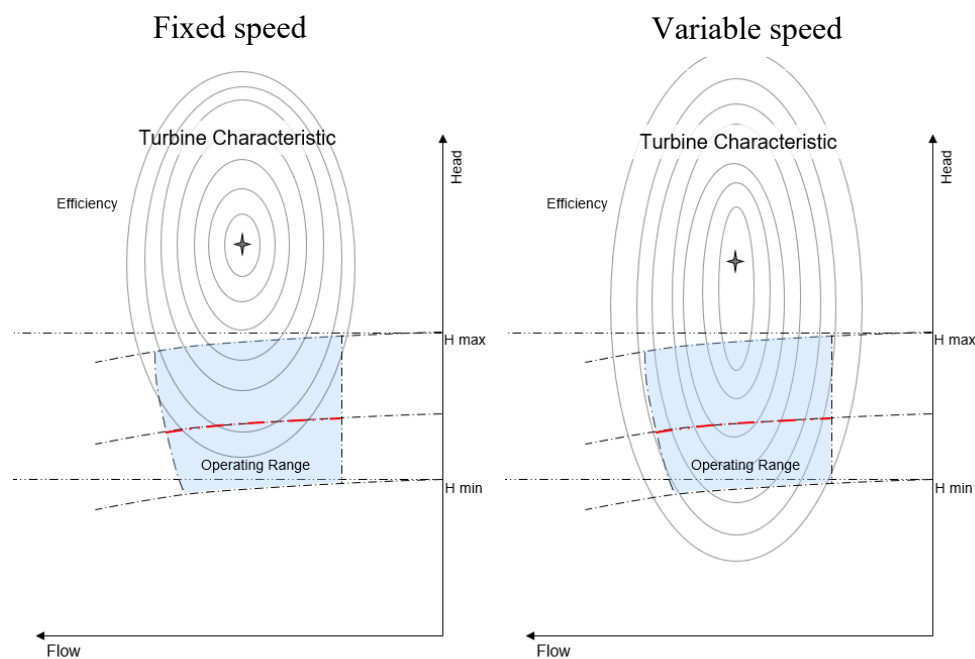 Fixed speed
Variable speed
Turbine Characteristic
Turbine Characteristic
Head
Head
Efficiency
Efficiency
H max
H max
Operating Range
Operating Range
H min
H min
Flow
Flow